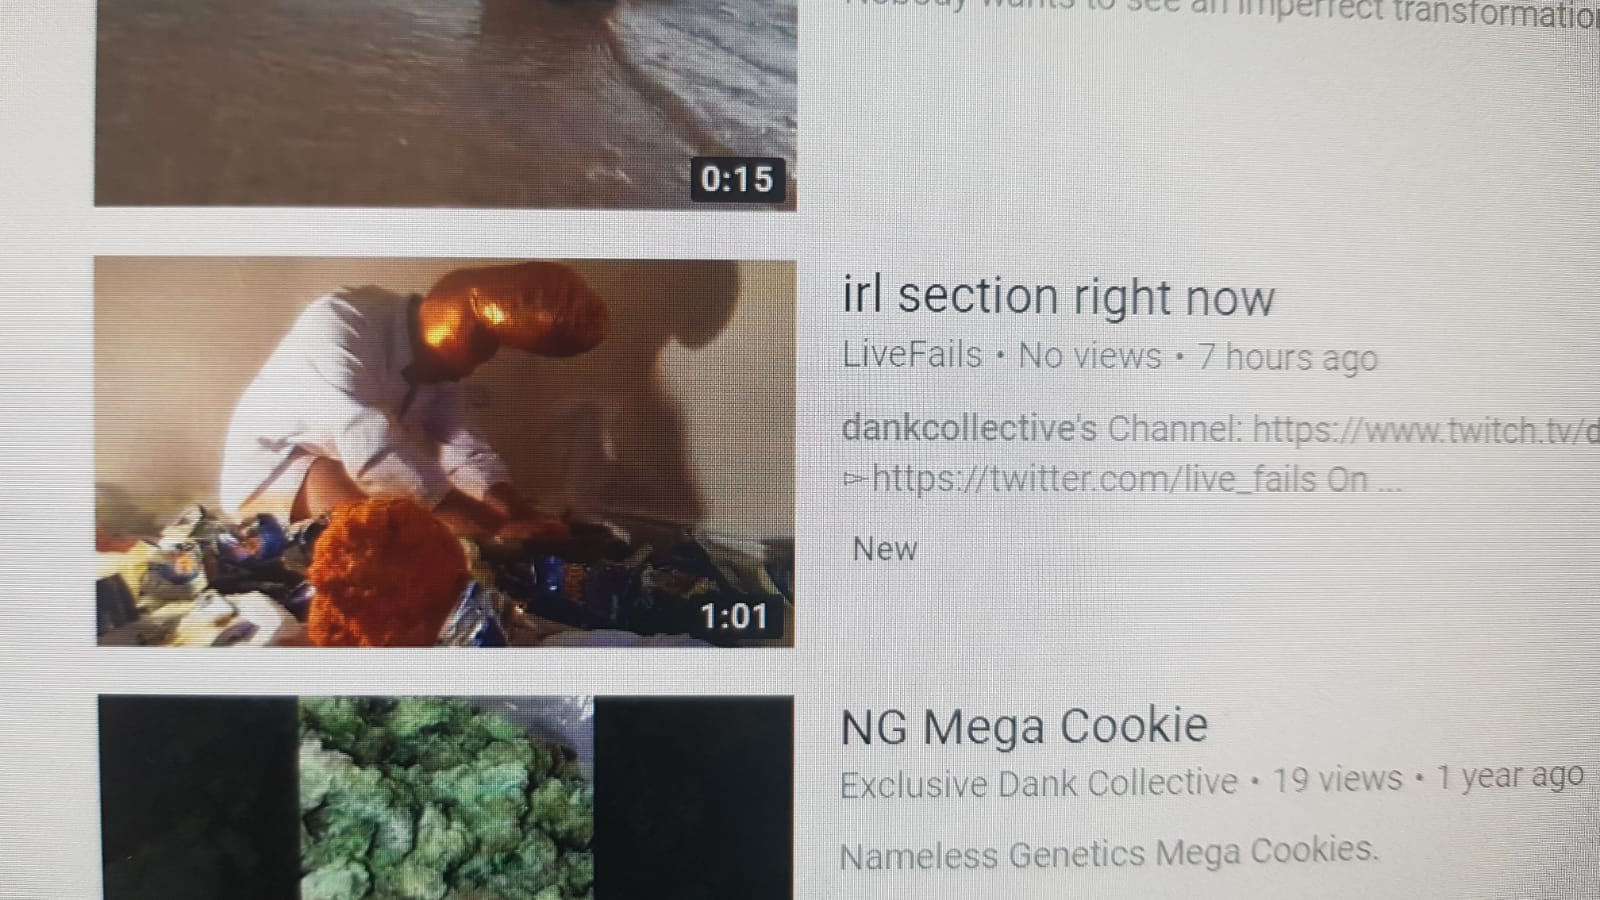 Nobody wants to see an imperfect
0:15
irl section right now
LiveFails • No views • 7 hours ago
dankcollective's Channel: https://www.twitch.tv/d
▻https://twitter.com/live_fails On ...
New
1:01
NG Mega Cookie
Exclusive Dank Collective • 19 views • 1 year ago
Nameless Genetics Mega Cookies.